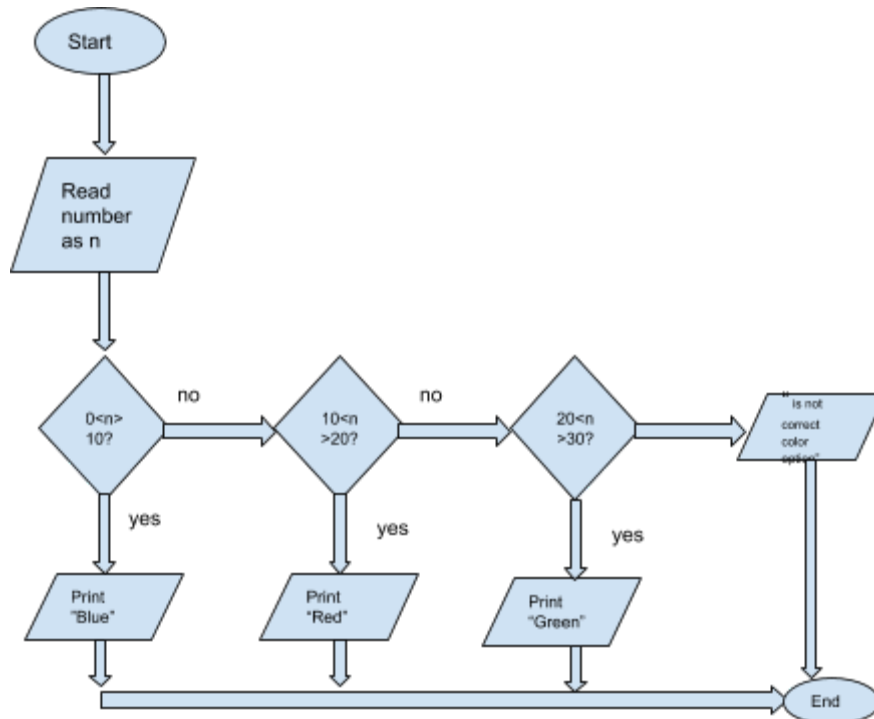 Start
Read
number
as n
0<n>
10?
no
10<n
>20?
no
20<n
>30?
"
is not
correct
color
option"
yes
yes
yes
Print
"Blue"
Print
"Red"
Print
"Green"
End